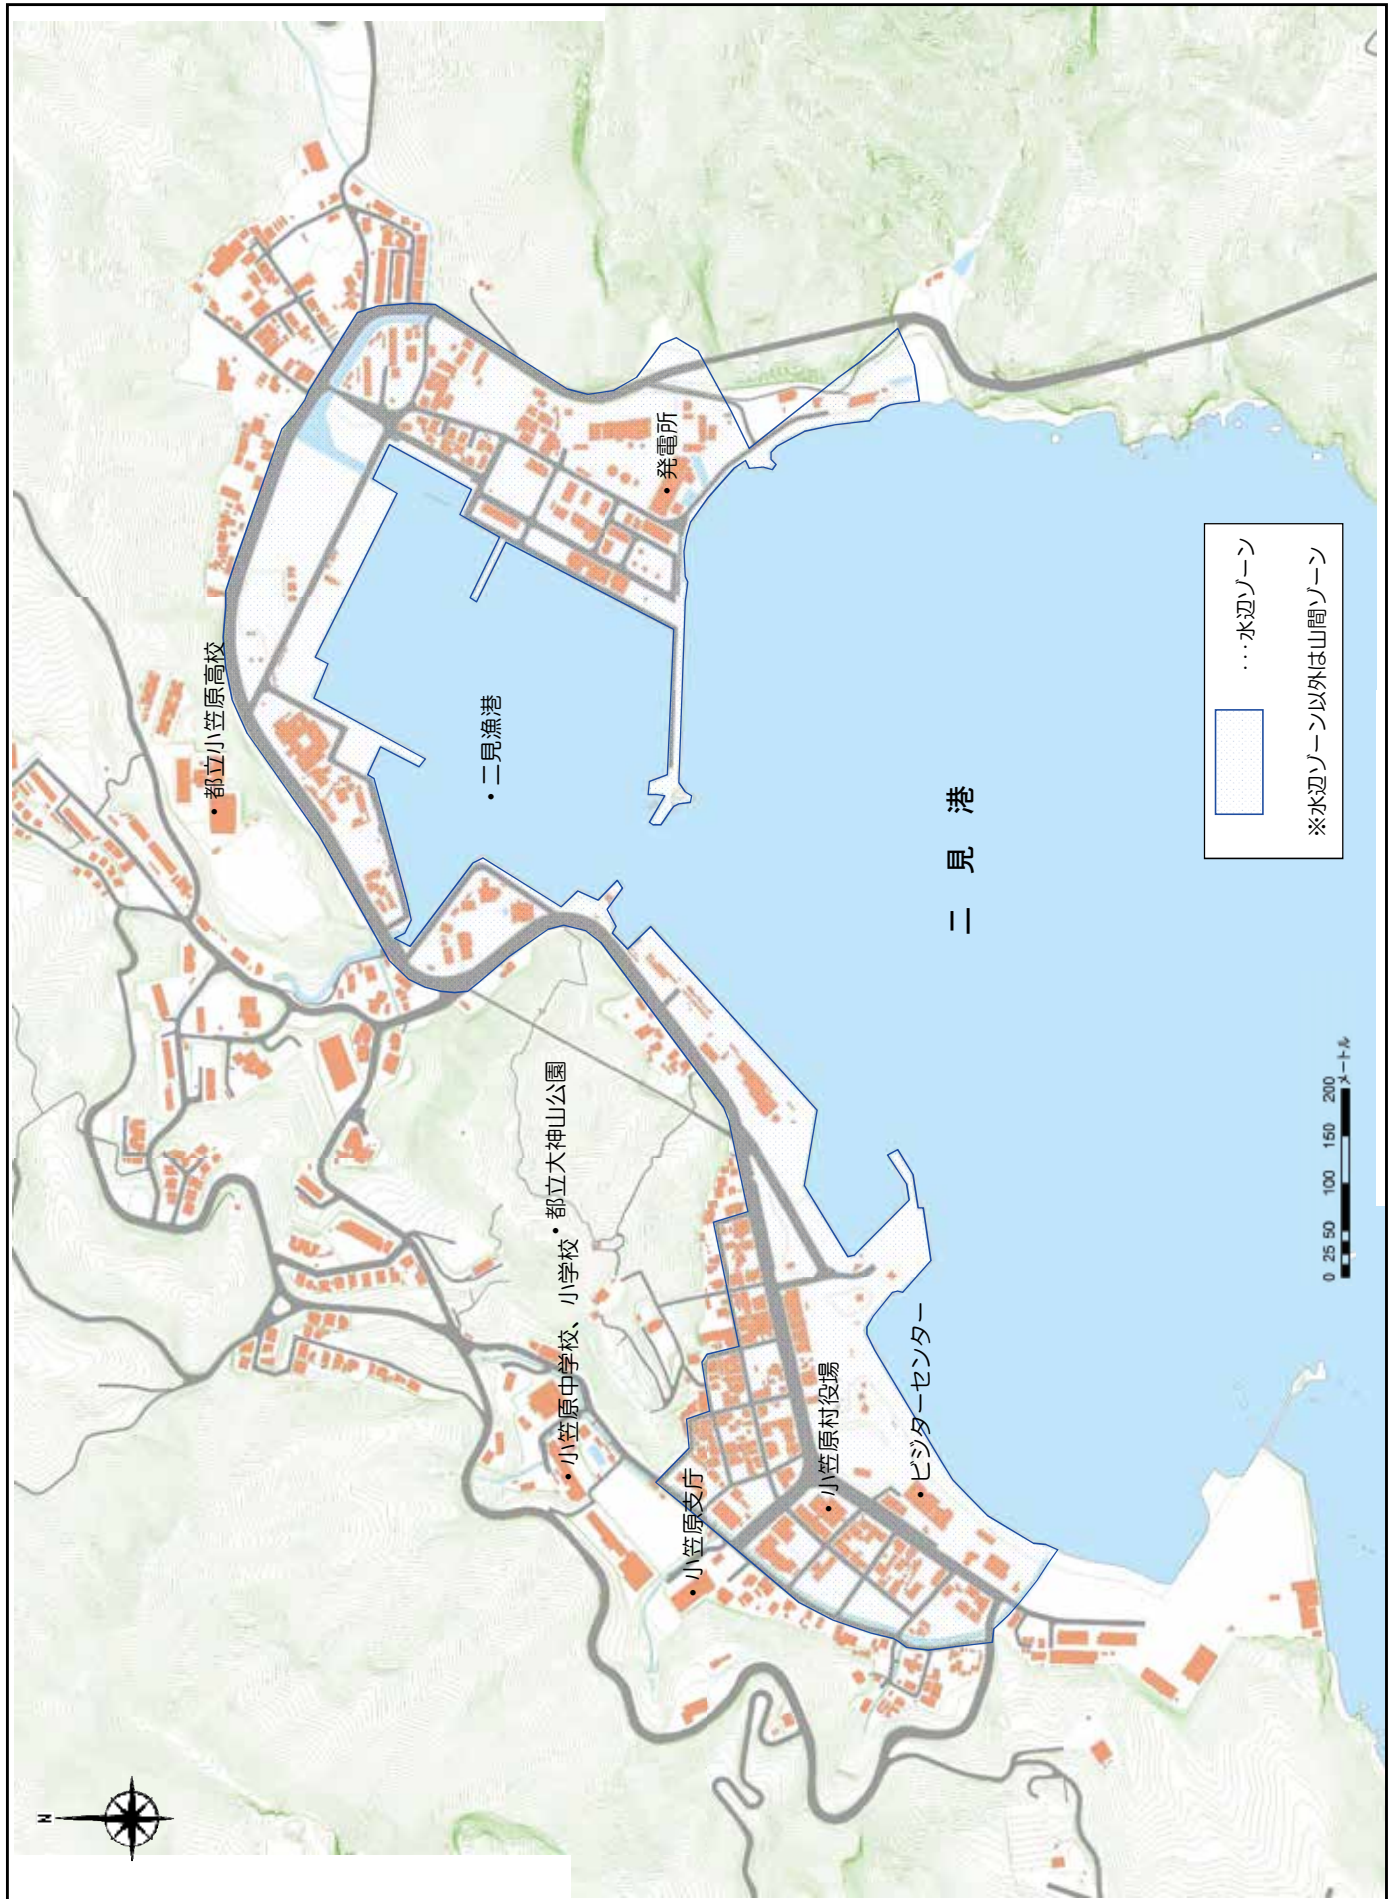 N
・都立小笠原高校
・二見漁港
・発電所
・都立大神山公園
・小笠原中学校、小学校
・小笠原支庁
・小笠原村役場
・ビジターセンター
二見港
…水辺ゾーン
※水辺ゾーン以外は山間ゾーン
0 25 50 100 150 200
メートル